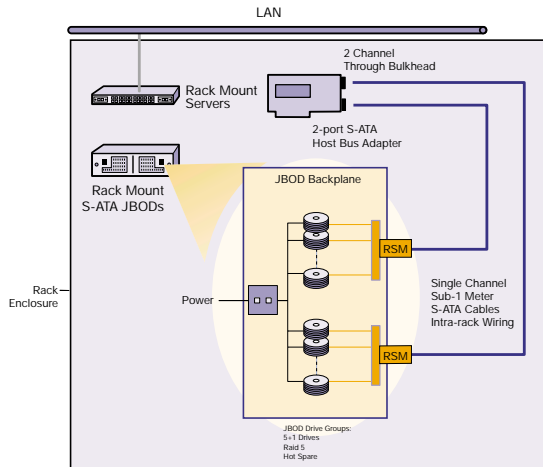 LAN
2 Channel
Through Bulkhead
Rack Mount
Servers
2-port S-ATA
Host Bus Adapter
Rack Mount
S-ATA JBODs
JBOD Backplane
RSM
Rack
Enclosure
Power
Single Channel
Sub-1 Meter
S-ATA Cables
Intra-rack Wiring
RSM
JBOD Drive Groups:
5+1 Drives
Raid 5
Hot Spare